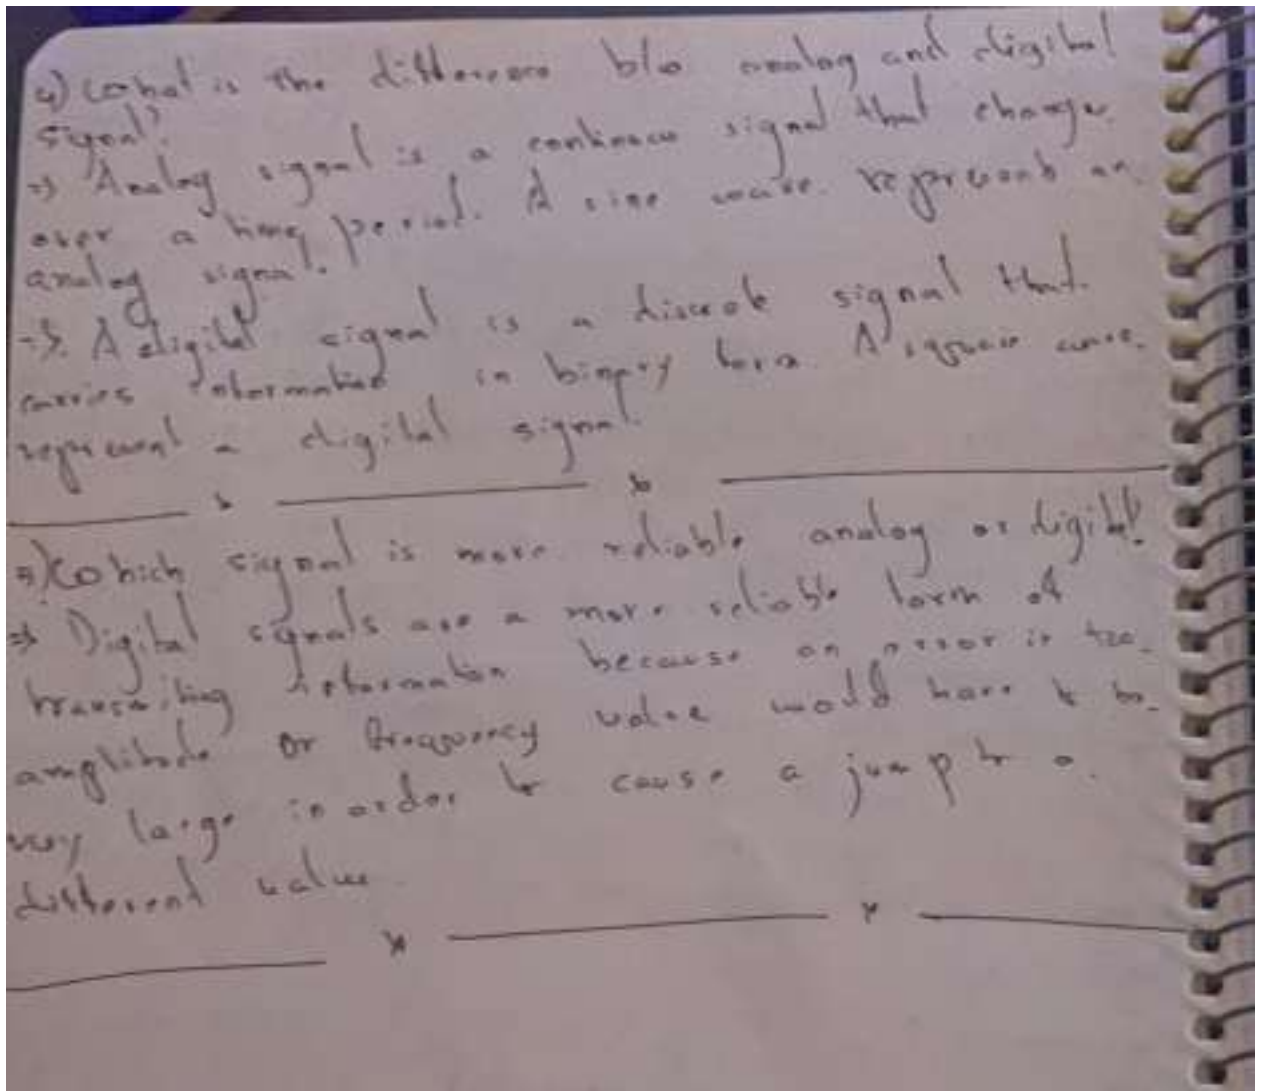 4) What is the difference b/w analog and digital
signal?
=> Analog signal is a continous signal that change
over a time period. A sine wave represents an
analog signal.
-> A digital signal is a discrete signal that
carries information in binary form. A square wave
represent a digital signal.
5) Which signal is more reliable analog or digital?
=> Digital signals are a more reliable form of
transmitting information because an error in the
amplitude or frequency value would have to be
very large in order to cause a jump to a
different value.